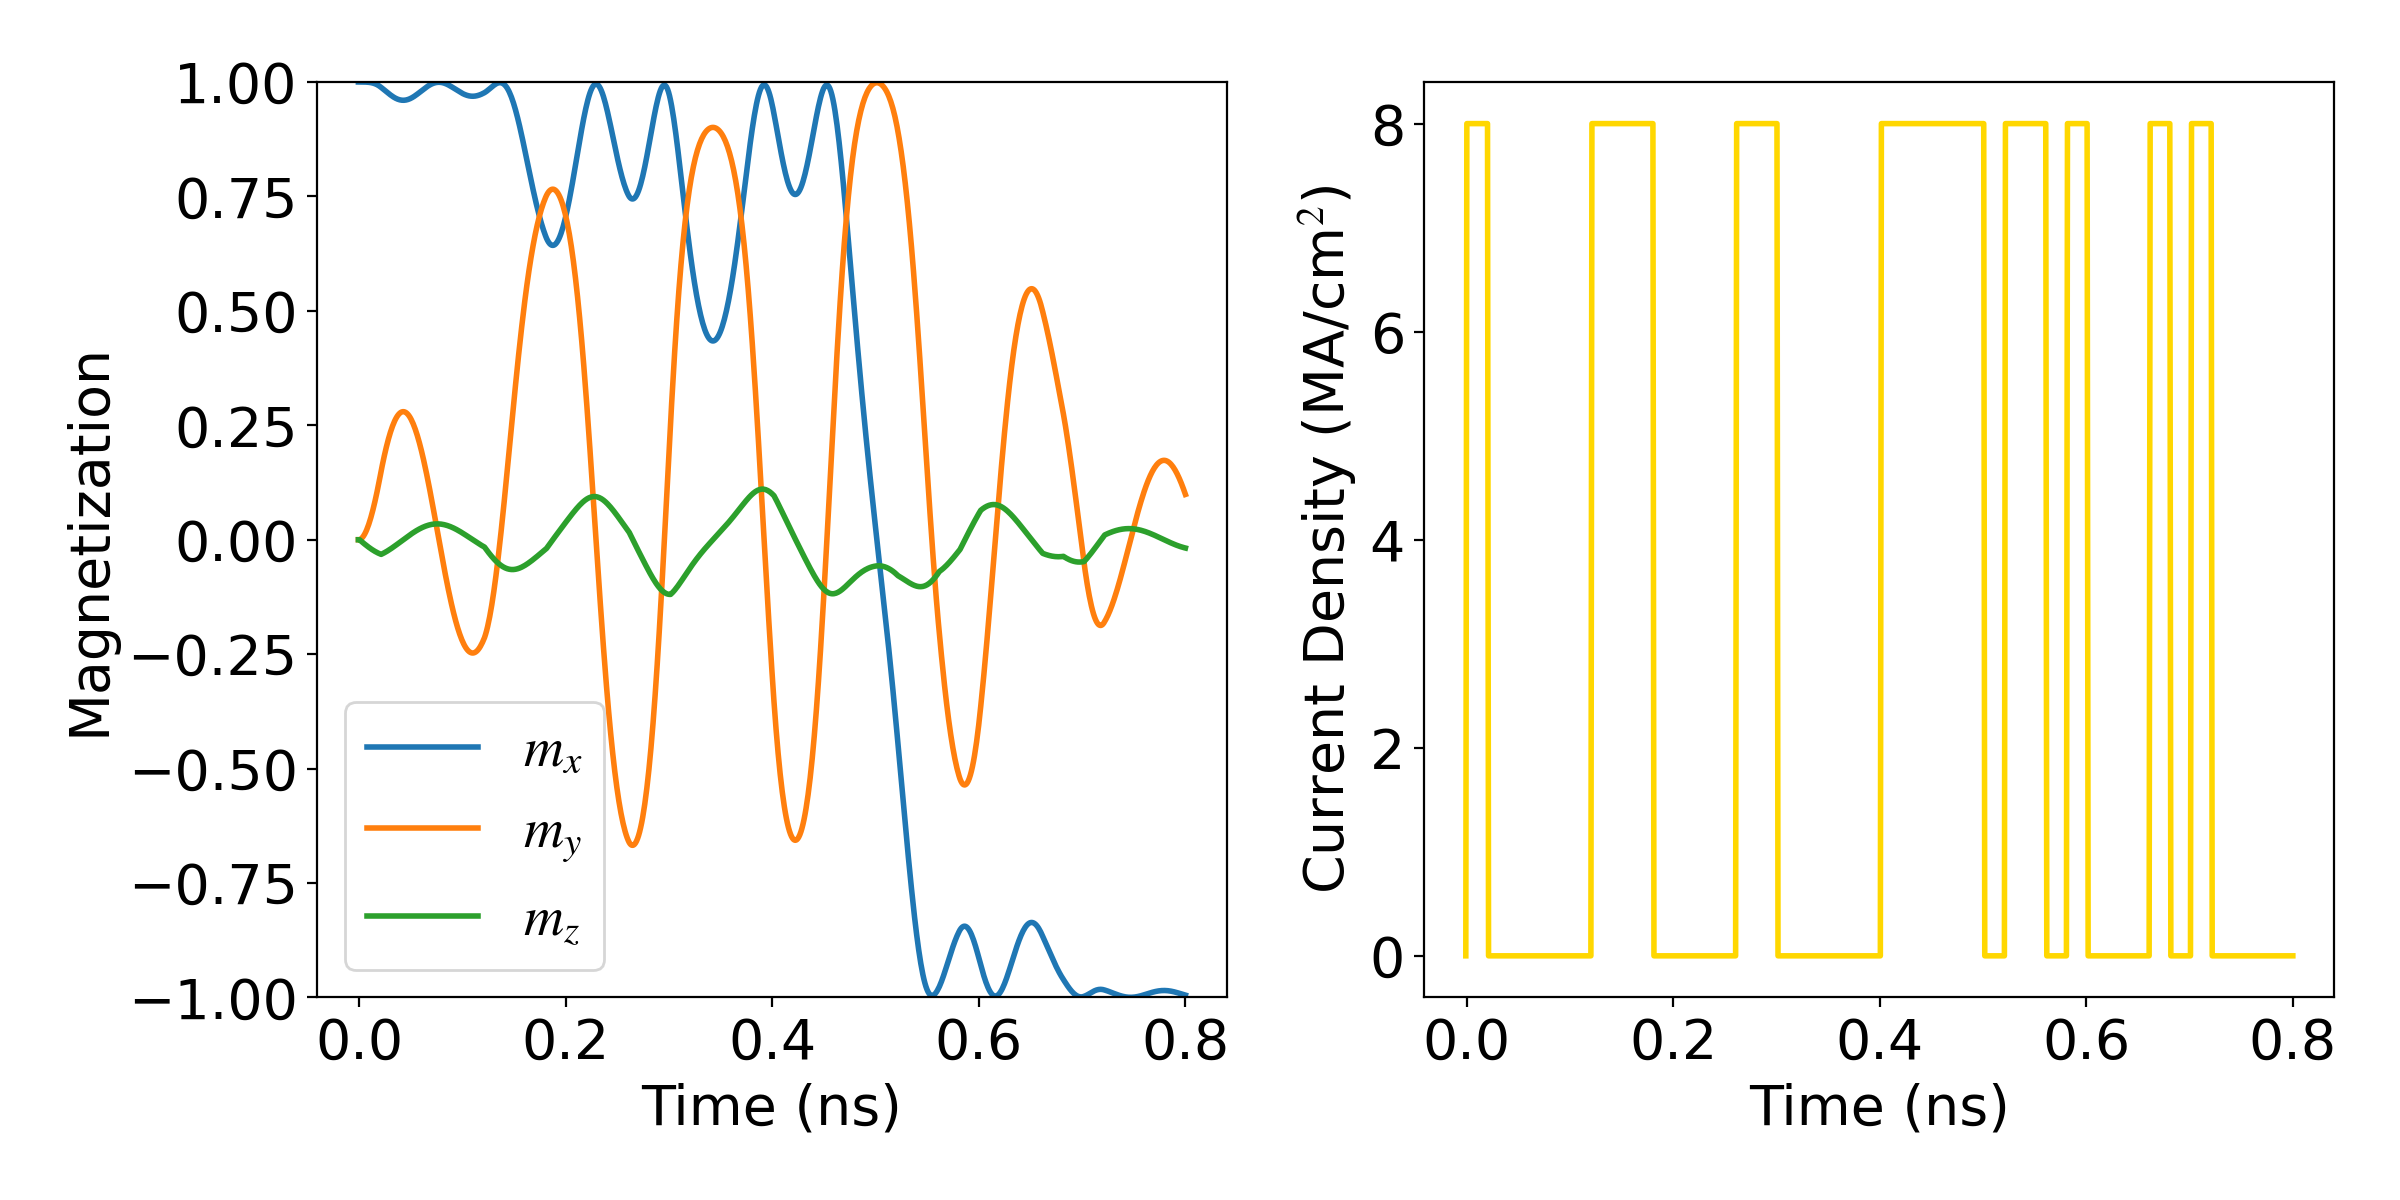 Magnetization
1.00
0.75
0.50
0.25
0.00
−0.25
−0.50
−0.75
−1.00
mₓ
m_y
m_z
0.0 0.2 0.4 0.6 0.8
Time (ns)
Current Density (MA/cm²)
8
6
4
2
0
0.0 0.2 0.4 0.6 0.8
Time (ns)